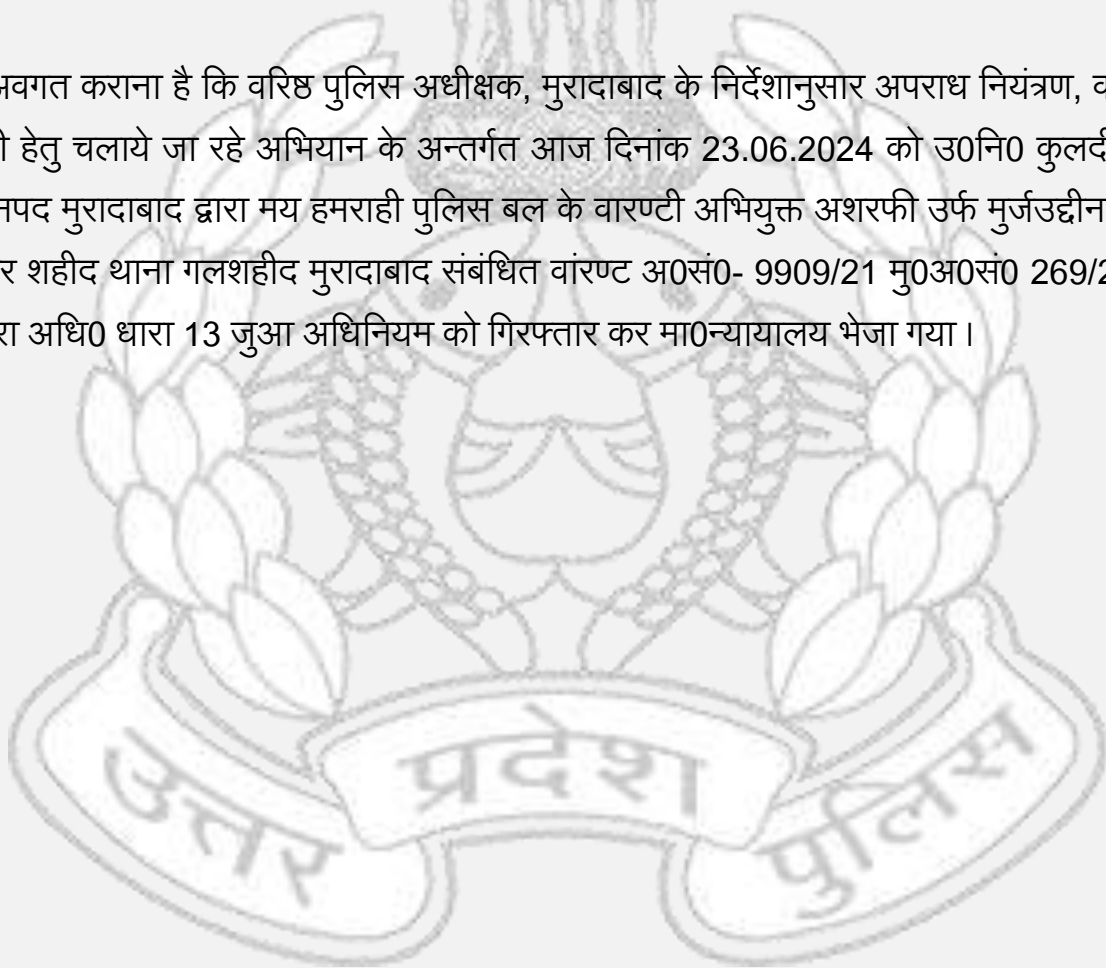 अवगत कराना है कि वरिष्ठ पुलिस अधीक्षक, मुरादाबाद के निर्देशानुसार अपराध नियंत्रण,
हेतु चलाये जा रहे अभियान के अन्तर्गत आज दिनांक 23.06.2024 को उ0नि0
मुरादाबाद द्वारा मय हमराही पुलिस बल के वारण्टी अभियुक्त अशरफी उर्फ मुर्जउद्दीन
शहीद थाना गलशहीद मुरादाबाद संबंधित वांरण्ट अ0सं0- 9909/21 मु0अ0सं0 269/2
अधि0 धारा 13 जुआ अधिनियम को गिरफ्तार कर मा0न्यायालय भेजा गया।
उत्तर प्रदेश पुलिस